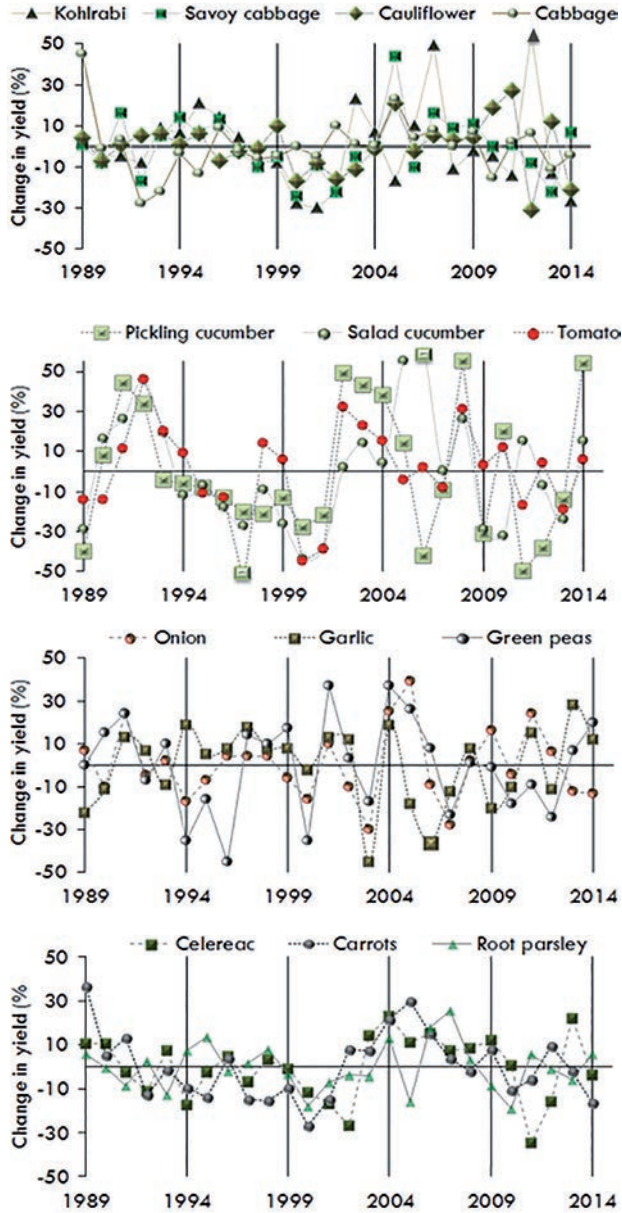 Kohlrabi Savoy cabbage Cauliflower Cabbage
Change in yield (%)
50
30
10
-10
-30
-50
1989 1994 1999 2004 2009 2014
Pickling cucumber Salad cucumber Tomato
Change in yield (%)
50
30
10
-10
-30
-50
1989 1994 1999 2004 2009 2014
Onion Garlic Green peas
Change in yield (%)
50
30
10
-10
-30
-50
1989 1994 1999 2004 2009 2014
Celereac Carrots Root parsley
Change in yield (%
50
30
10
-10
-30
-50
1989 1994 1999 2004 2009 2014